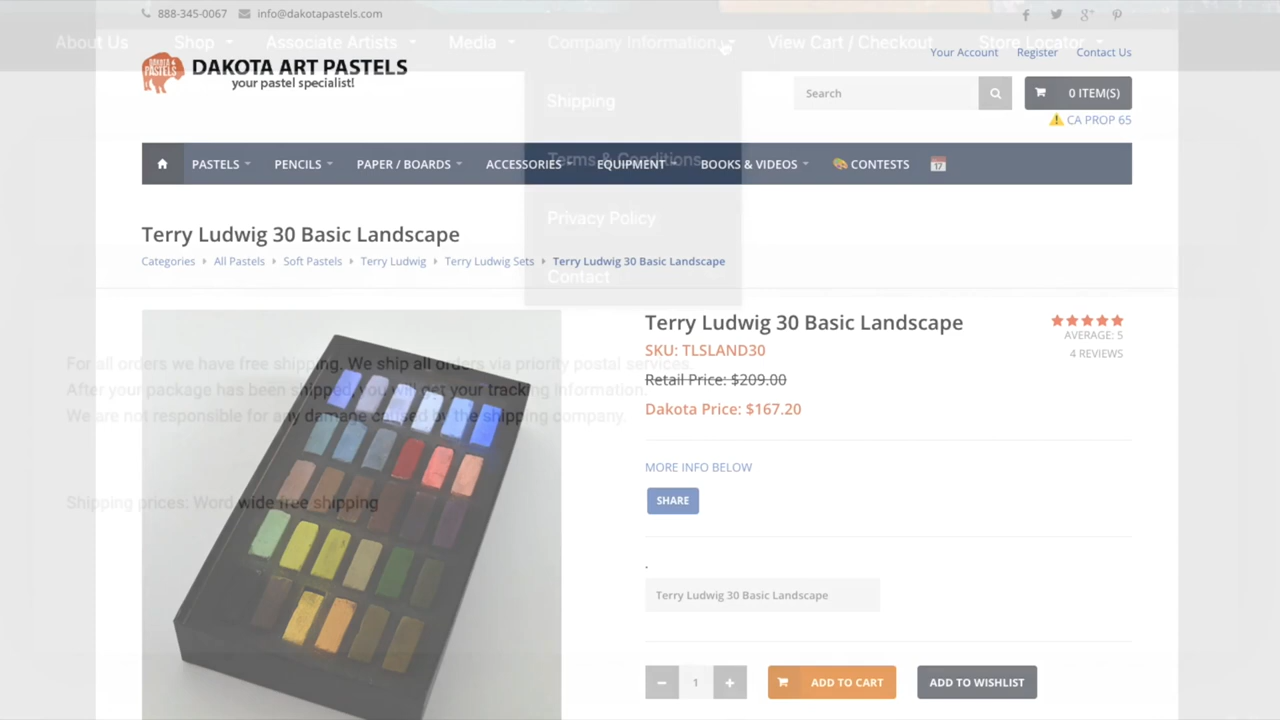 888-345-0067 info@dakotapastels.com
About Us Shop Associate Artists Media Company Information View Cart / Checkout Store Locator
Your Account Register Contact Us
DAKOTA PASTELS
DAKOTA ART PASTELS
your pastel specialist!
Search
0 ITEM(S)
CA PROP 65
Shipping
Terms & Conditions
PASTELS PENCILS PAPER / BOARDS ACCESSORIES EQUIPMENT BOOKS & VIDEOS CONTESTS 17
Privacy Policy
Terry Ludwig 30 Basic Landscape
Categories All Pastels Soft Pastels Terry Ludwig Terry Ludwig Sets Terry Ludwig 30 Basic Landscape
Contact
Terry Ludwig 30 Basic Landscape
AVERAGE: 5
4 REVIEWS
SKU: TLSLAND30
Retail Price: $209.00
Dakota Price: $167.20
For all orders we have free shipping. We ship all orders via priority postal services.
After your package has been shipped, you will get your tracking information.
We are not responsible for any damage caused by the shipping company.
MORE INFO BELOW
SHARE
Shipping prices: Word wide free shipping
.
Terry Ludwig 30 Basic Landscape
1
ADD TO CART
ADD TO WISHLIST